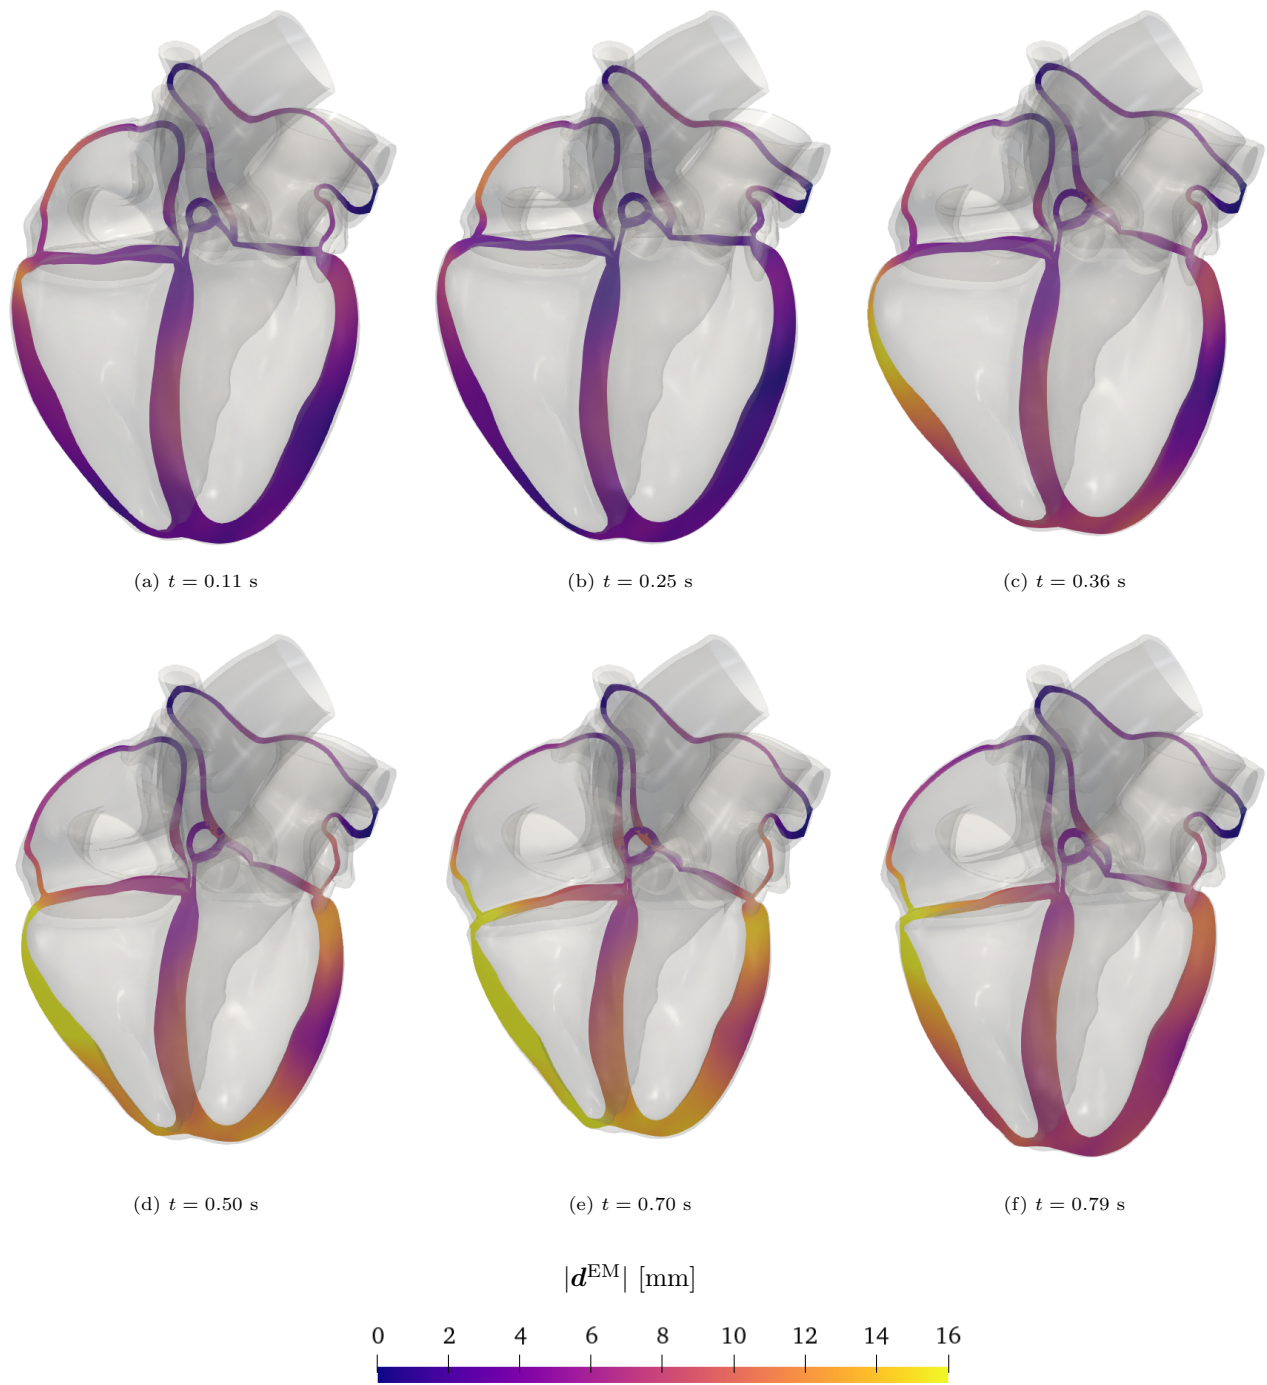 (a) t = 0.11 s
(b) t = 0.25 s
(c) t = 0.36 s
(d) t = 0.50 s
(e) t = 0.70 s
(f) t = 0.79 s
|d^EM| [mm]
0 2 4 6 8 10 12 14 16